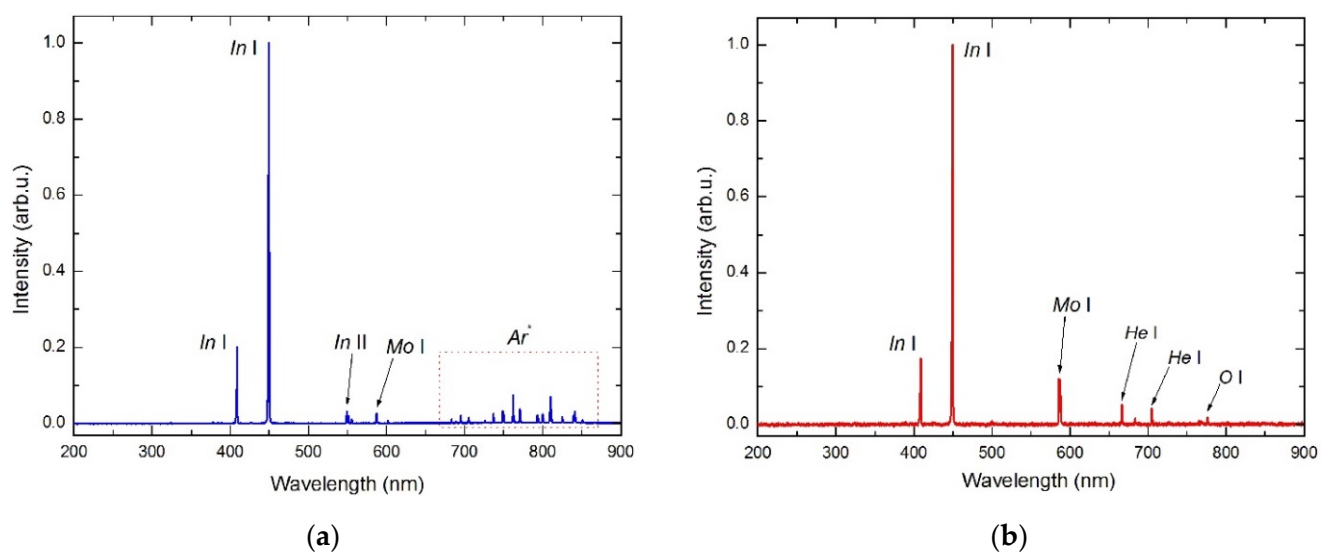 1.0
0.8
0.6
0.4
0.2
0.0
Intensity (arb.u.)
In I
In I
In II
Mo I
Ar*
200 300 400 500 600 700 800 900
Wavelength (nm)
(a)
1.0
0.8
0.6
0.4
0.2
0.0
Intensity (arb.u.)
In I
In I
Mo I
He I
He I
O I
200 300 400 500 600 700 800 900
Wavelength (nm)
(b)